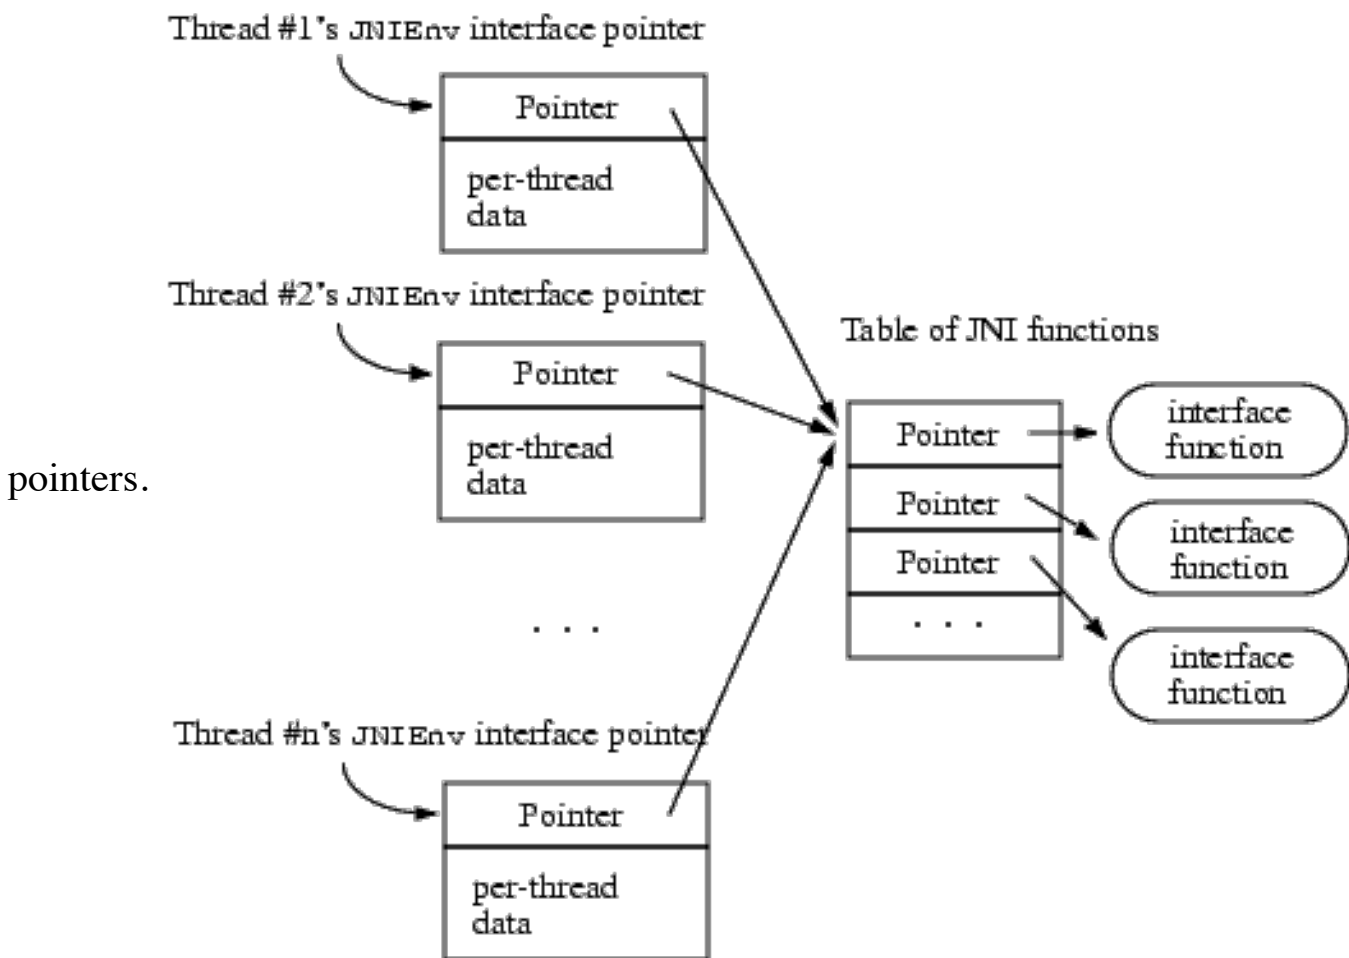 Thread #1's JNIEnv interface pointer
Pointer
per-thread
data
Thread #2's JNIEnv interface pointer
Pointer
per-thread
data
pointers.
. . .
Thread #n's JNIEnv interface pointer
Pointer
per-thread
data
Table of JNI functions
Pointer
Pointer
Pointer
. . .
interface
function
interface
function
interface
function